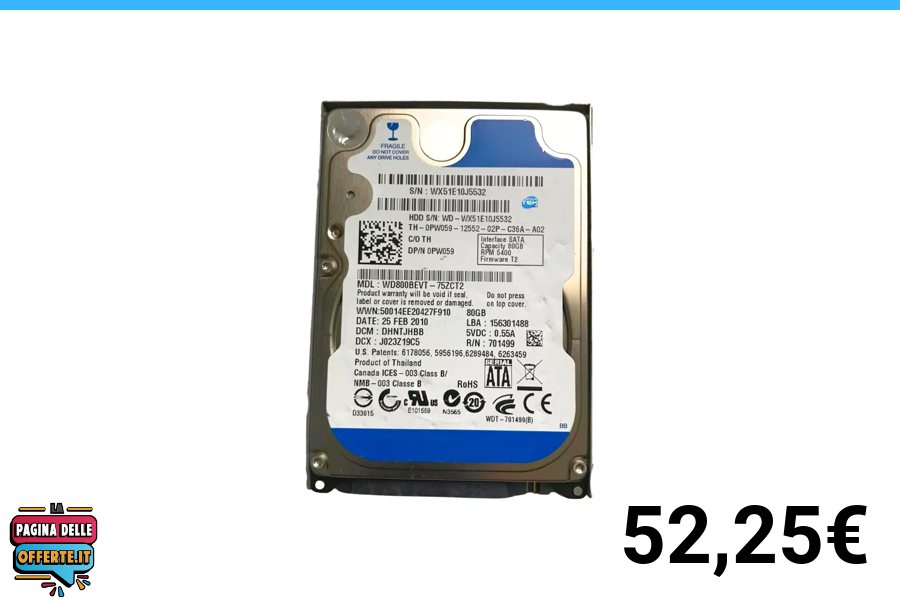 FRAGILE
DO NOT COVER
ANY DRIVE HOLES
S/N : WX51E10J5532
TEK
HDD S/N: WD-WX51E10J5532
TH-0PW059-12552-02P-C36A-A02
C/O TH
DP/N 0PW059
Interface SATA
Capacity 80GB
RPM 5400
Firmware T2
MDL : WD800BEVT-75ZCT2
Product warranty will be void if seal,
label or cover is removed or damaged.
Do not press
on top cover.
WWN:50014EE20427F910
80GB
DATE: 25 FEB 2010
LBA : 156301488
DCM : DHNTJHBB
5VDC : 0.55A
DCX : J023Z19C5
R/N : 701499
U.S. Patents: 6178056, 5956196,6289484, 6263459
Product of Thailand
Canada ICES-003 Class B/
NMB-003 Classe B
RoHS
SERIAL
ATA
D33015
c RU us
E101559
N3565
20
CE
WDT-701499(B)
BB
LA
PAGINA DELLE
OFFERTE.IT
52,25€